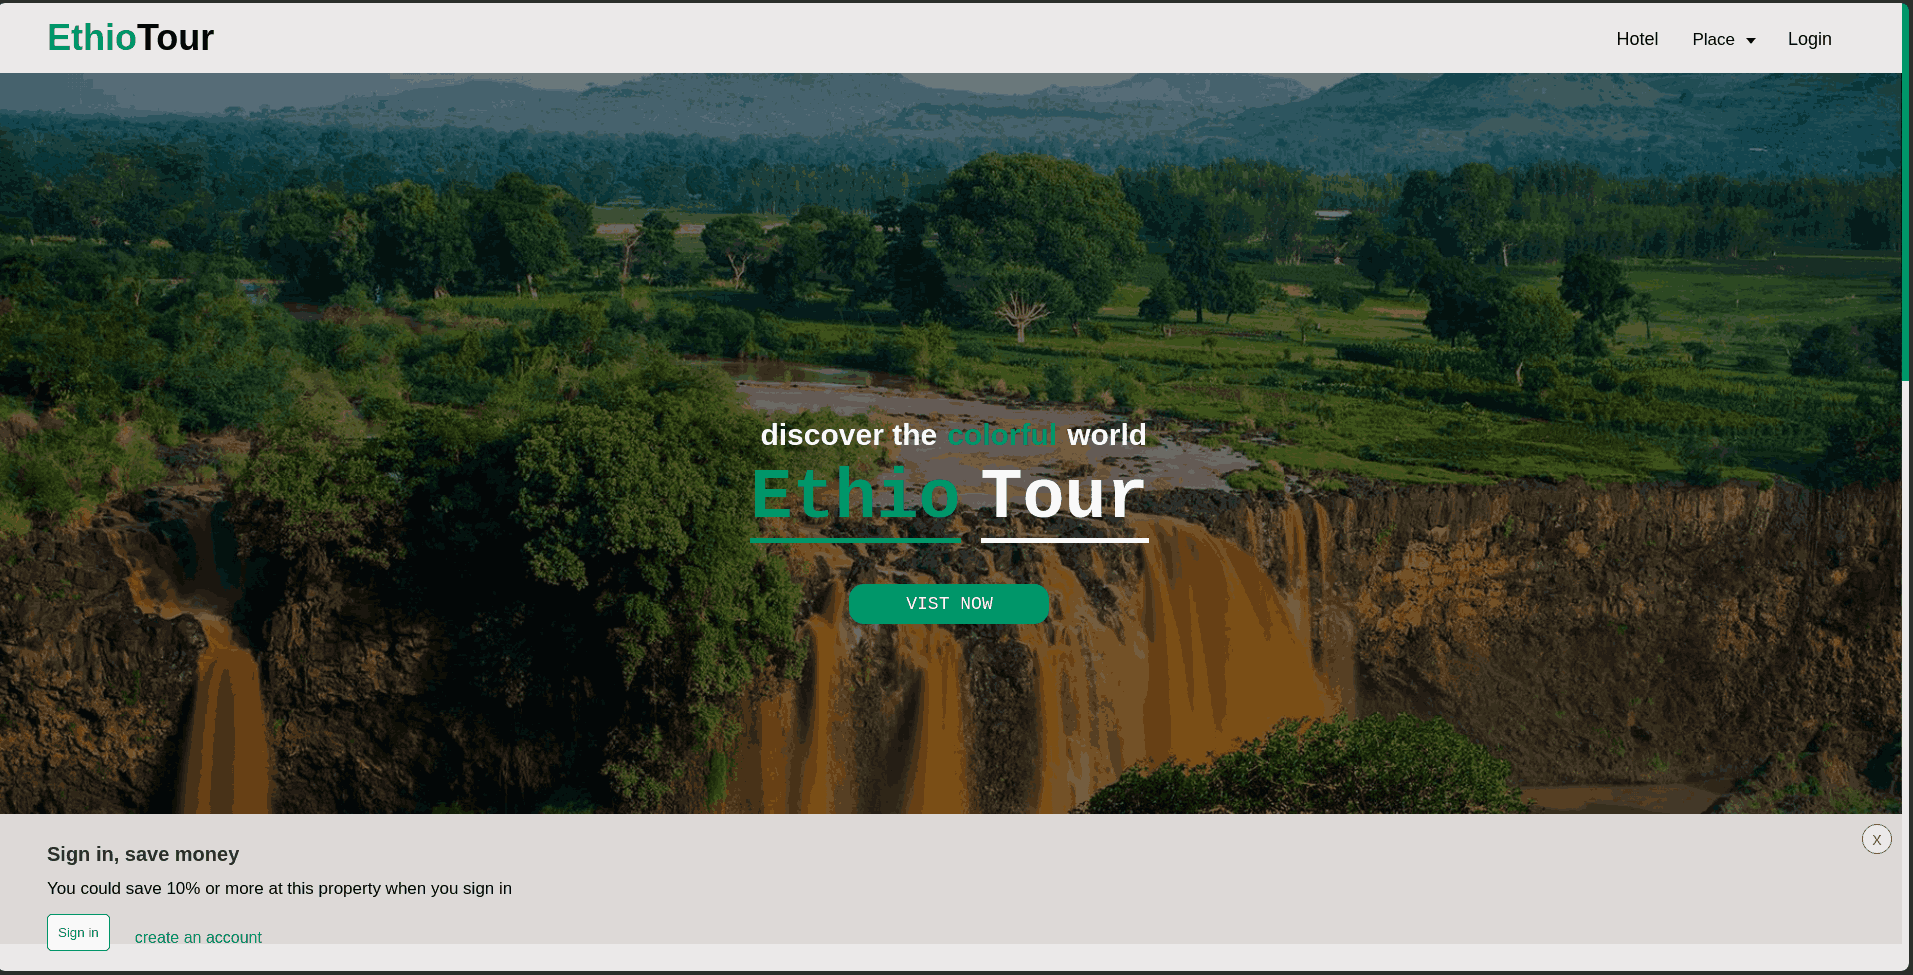 EthioTour
Hotel Place Login
discover the colorful world
Ethio Tour
VIST NOW
X
Sign in, save money
You could save 10% or more at this property when you sign in
Sign in create an account